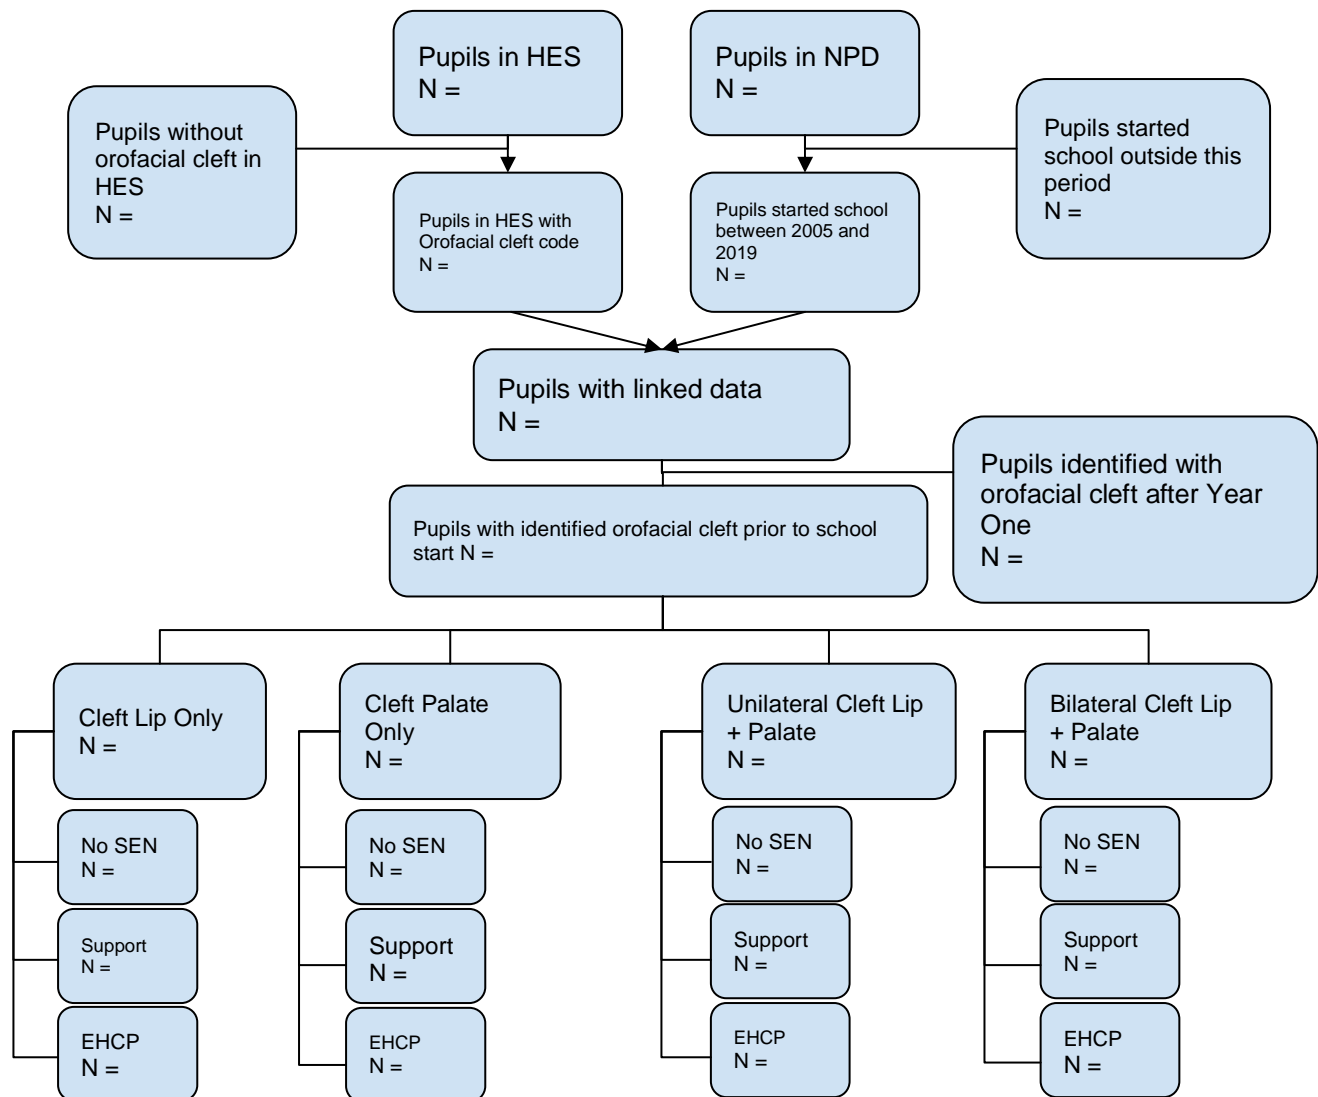 Pupils in HES
N =
Pupils in NPD
N =
Pupils without
orofacial cleft in
HES
N =
Pupils started
school outside this
period
N =
Pupils in HES with
Orofacial cleft code
N =
Pupils started school
between 2005 and
2019
N =
Pupils with linked data
N =
Pupils identified with
orofacial cleft after Year
One
N =
Pupils with identified orofacial cleft prior to school
start N =
Cleft Lip Only
N =
Cleft Palate
Only
N =
Unilateral Cleft Lip
+ Palate
N =
Bilateral Cleft Lip
+ Palate
N =
No SEN
N =
No SEN
N =
No SEN
N =
No SEN
N =
Support
N =
Support
N =
Support
N =
Support
N =
EHCP
N =
EHCP
N =
EHCP
N =
EHCP
N =